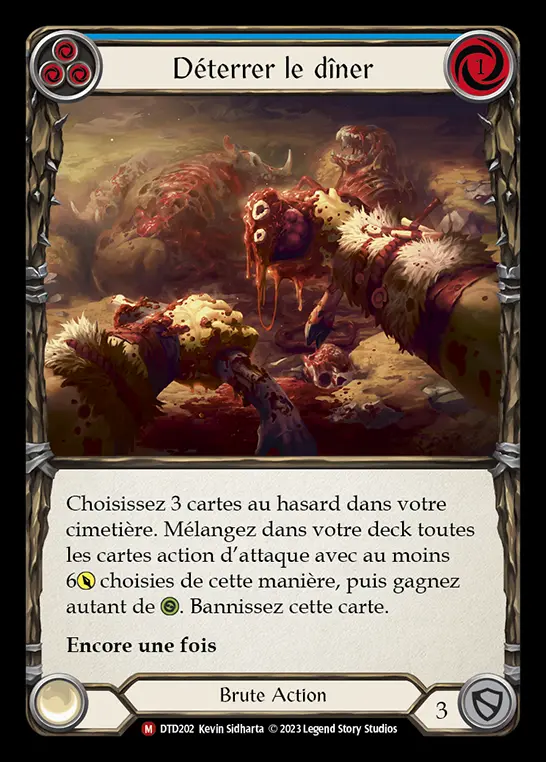 Déterrer le dîner
1
Choisissez 3 cartes au hasard dans votre
cimetière. Mélangez dans votre deck toutes
les cartes action d'attaque avec au moins
6 choisies de cette manière, puis gagnez
autant de . Bannissez cette carte.
Encore une fois
Brute Action
3
M DTD202 Kevin Sidharta © 2023 Legend Story Studios